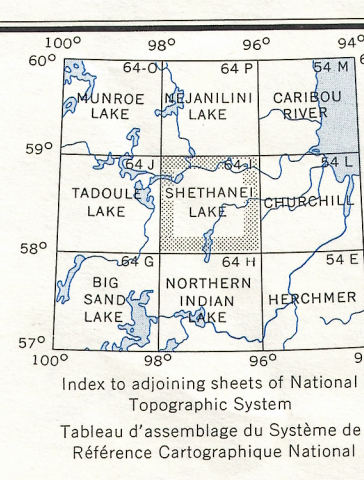 100° 98° 96° 94°
60°
64-O 64 P 54 M
MUNROE LAKE NEJANILINI LAKE CARIBOU RIVER
59°
64 J 64-I 54 L
TADOULE LAKE SHETHANEI LAKE CHURCHILL
58°
64 G 64 H 54 E
BIG SAND LAKE NORTHERN INDIAN LAKE HERCHMER
57°
100° 98° 96° 9
Index to adjoining sheets of National
Topographic System
Tableau d'assemblage du Système de
Référence Cartographique National